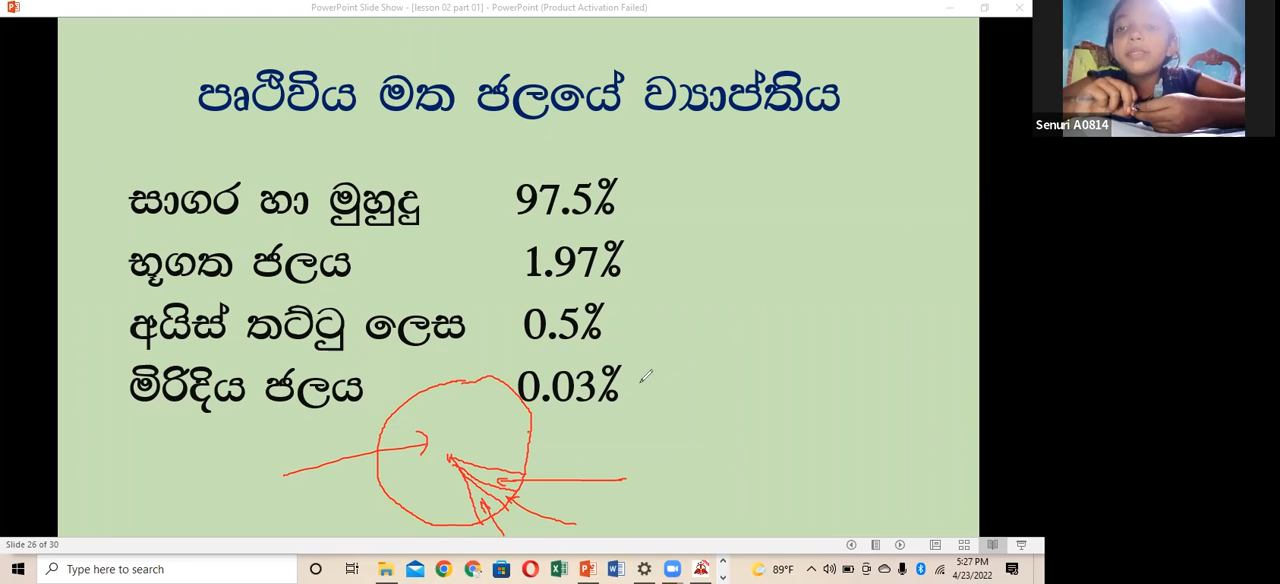 PowerPoint Slide Show - [lesson 02 part 01] - PowerPoint (Product Activation Failed)
Senuri A0814
පෘථිවිය මත ජලයේ ව්‍යාප්තිය
සාගර හා මුහුදු 97.5%
භූගත ජලය 1.97%
අයිස් තට්ටු ලෙස 0.5%
මිරිදිය ජලය 0.03%
Slide 26 of 30
Type here to search
89°F
5:27 PM
4/23/2022